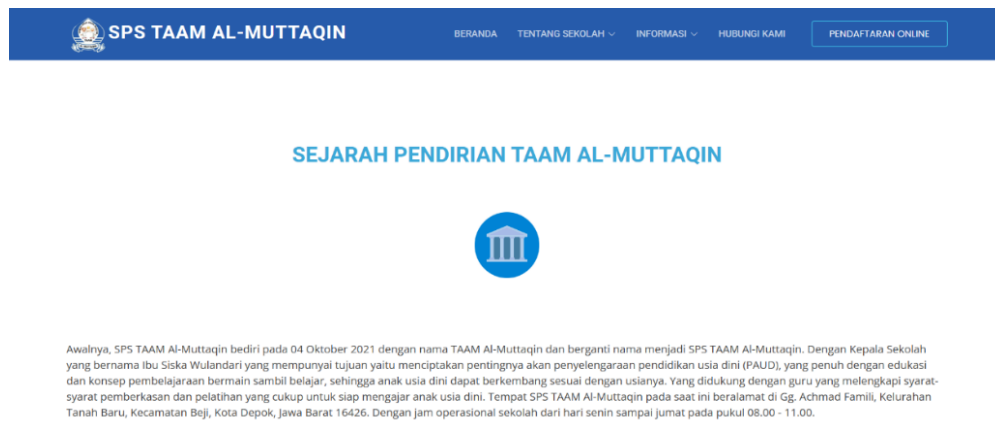 SPS TAAM AL-MUTTAQIN
BERANDA TENTANG SEKOLAH INFORMASI HUBUNGI KAMI PENDAFTARAN ONLINE
SEJARAH PENDIRIAN TAAM AL-MUTTAQIN
Awalnya, SPS TAAM Al-Muttaqin bediri pada 04 Oktober 2021 dengan nama TAAM Al-Muttaqin dan berganti nama menjadi SPS TAAM Al-Muttaqin. Dengan Kepala Sekolah
yang bernama Ibu Siska Wulandari yang mempunyai tujuan yaitu menciptakan pentingnya akan penyelengaraan pendidikan usia dini (PAUD), yang penuh dengan edukasi
dan konsep pembelajaraan bermain sambil belajar, sehingga anak usia dini dapat berkembang sesuai dengan usianya. Yang didukung dengan guru yang melengkapi syarat-
syarat pemberkasan dan pelatihan yang cukup untuk siap mengajar anak usia dini. Tempat SPS TAAM Al-Muttaqin pada saat ini beralamat di Gg. Achmad Famili, Kelurahan
Tanah Baru, Kecamatan Beji, Kota Depok, Jawa Barat 16426. Dengan jam operasional sekolah dari hari senin sampai jumat pada pukul 08.00 - 11.00.